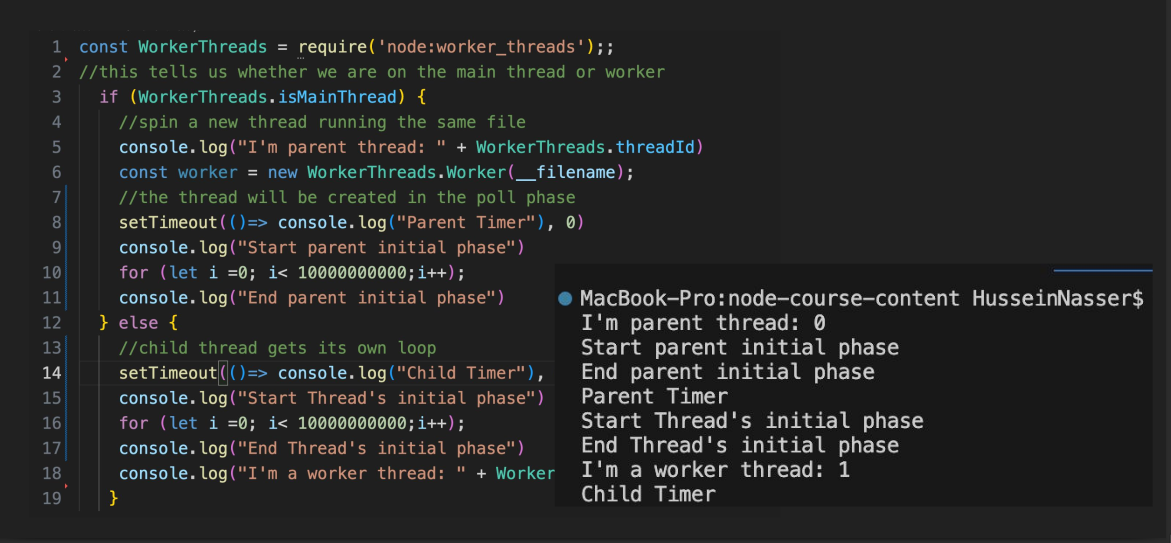 1 const WorkerThreads = require('node:worker_threads');;
2 //this tells us whether we are on the main thread or worker
3 if (WorkerThreads.isMainThread) {
4 //spin a new thread running the same file
5 console.log("I'm parent thread: " + WorkerThreads.threadId)
6 const worker = new WorkerThreads.Worker(__filename);
7 //the thread will be created in the poll phase
8 setTimeout(()=> console.log("Parent Timer"), 0)
9 console.log("Start parent initial phase")
10 for (let i =0; i< 10000000000;i++);
11 console.log("End parent initial phase")
12 } else {
13 //child thread gets its own loop
14 setTimeout(()=> console.log("Child Timer"),
15 console.log("Start Thread's initial phase")
16 for (let i =0; i< 10000000000;i++);
17 console.log("End Thread's initial phase")
18 console.log("I'm a worker thread: " + Worker
19 }
MacBook-Pro:node-course-content HusseinNasser$
I'm parent thread: 0
Start parent initial phase
End parent initial phase
Parent Timer
Start Thread's initial phase
End Thread's initial phase
I'm a worker thread: 1
Child Timer